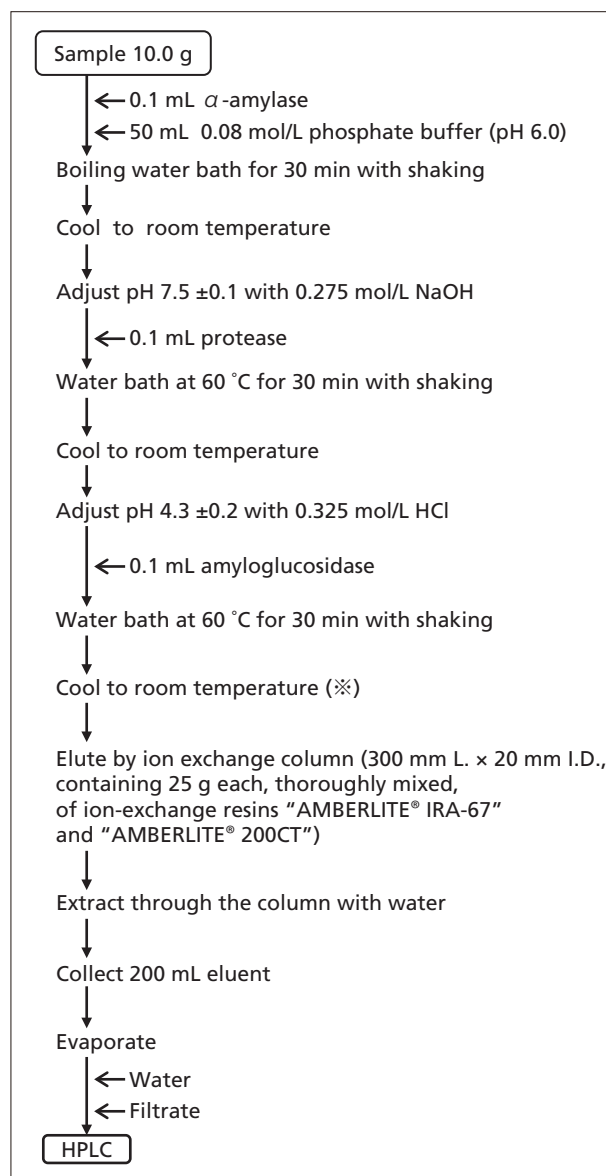 Sample 10.0 g
0.1 mL α-amylase
50 mL 0.08 mol/L phosphate buffer (pH 6.0)
Boiling water bath for 30 min with shaking
Cool to room temperature
Adjust pH 7.5 ±0.1 with 0.275 mol/L NaOH
0.1 mL protease
Water bath at 60 ˚C for 30 min with shaking
Cool to room temperature
Adjust pH 4.3 ±0.2 with 0.325 mol/L HCl
0.1 mL amyloglucosidase
Water bath at 60 ˚C for 30 min with shaking
Cool to room temperature (※)
Elute by ion exchange column (300 mm L. × 20 mm I.D.,
containing 25 g each, thoroughly mixed,
of ion-exchange resins “AMBERLITE® IRA-67”
and “AMBERLITE® 200CT”)
Extract through the column with water
Collect 200 mL eluent
Evaporate
Water
Filtrate
HPLC